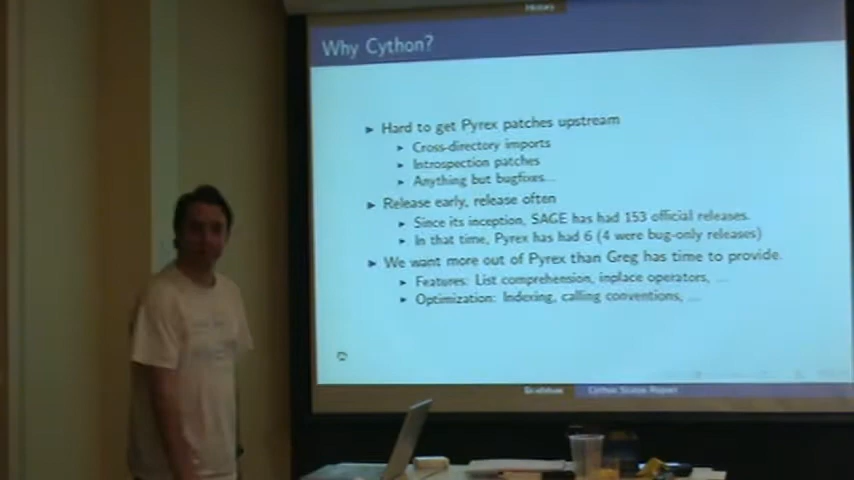 History
Why Cython?
Hard to get Pyrex patches upstream
Cross-directory imports
Introspection patches
Anything but bugfixes...
Release early, release often
Since its inception, SAGE has had 153 official releases.
In that time, Pyrex has had 6 (4 were bug-only releases)
We want more out of Pyrex than Greg has time to provide.
Features: List comprehension, inplace operators, ...
Optimization: Indexing, calling conventions, ...
Cython Status Report